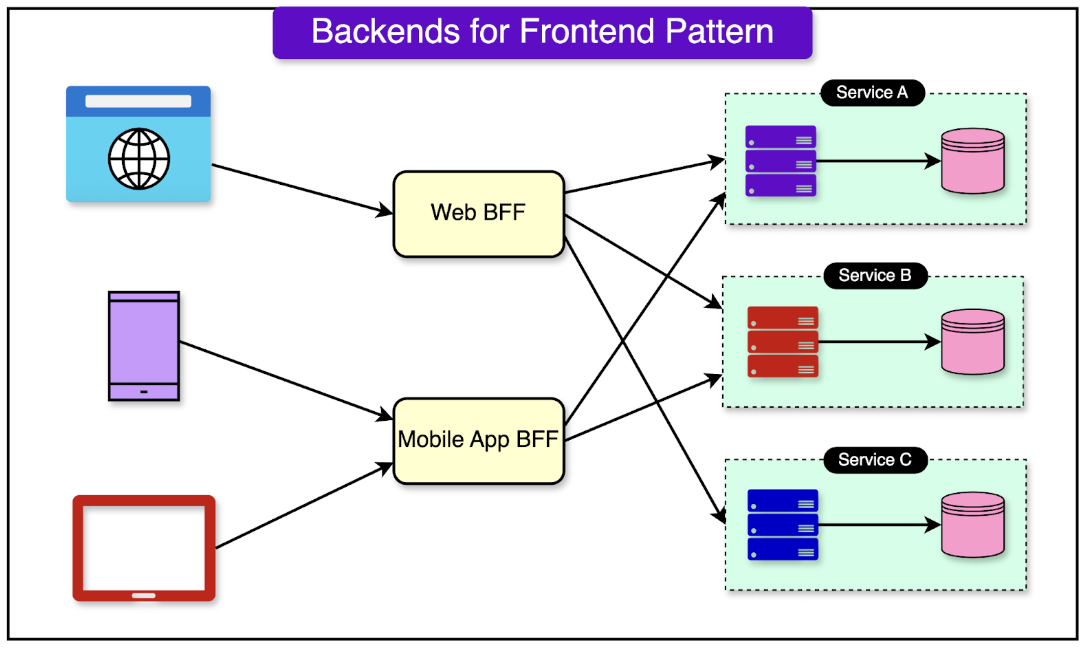 Backends for Frontend Pattern
Service A
Web BFF
Service B
Mobile App BFF
Service C